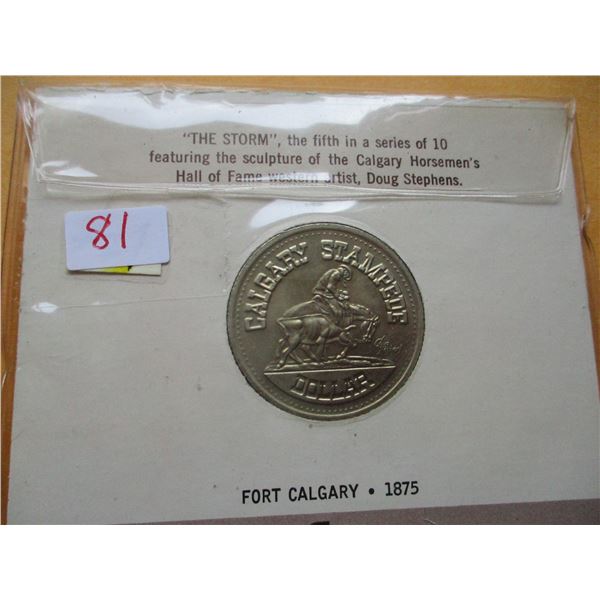 "THE STORM", the fifth in a series of 10
featuring the sculpture of the Calgary Horsemen's
Hall of Fame western artist, Doug Stephens.
81
CALGARY STAMPEDE
DOLLAR
FORT CALGARY • 1875